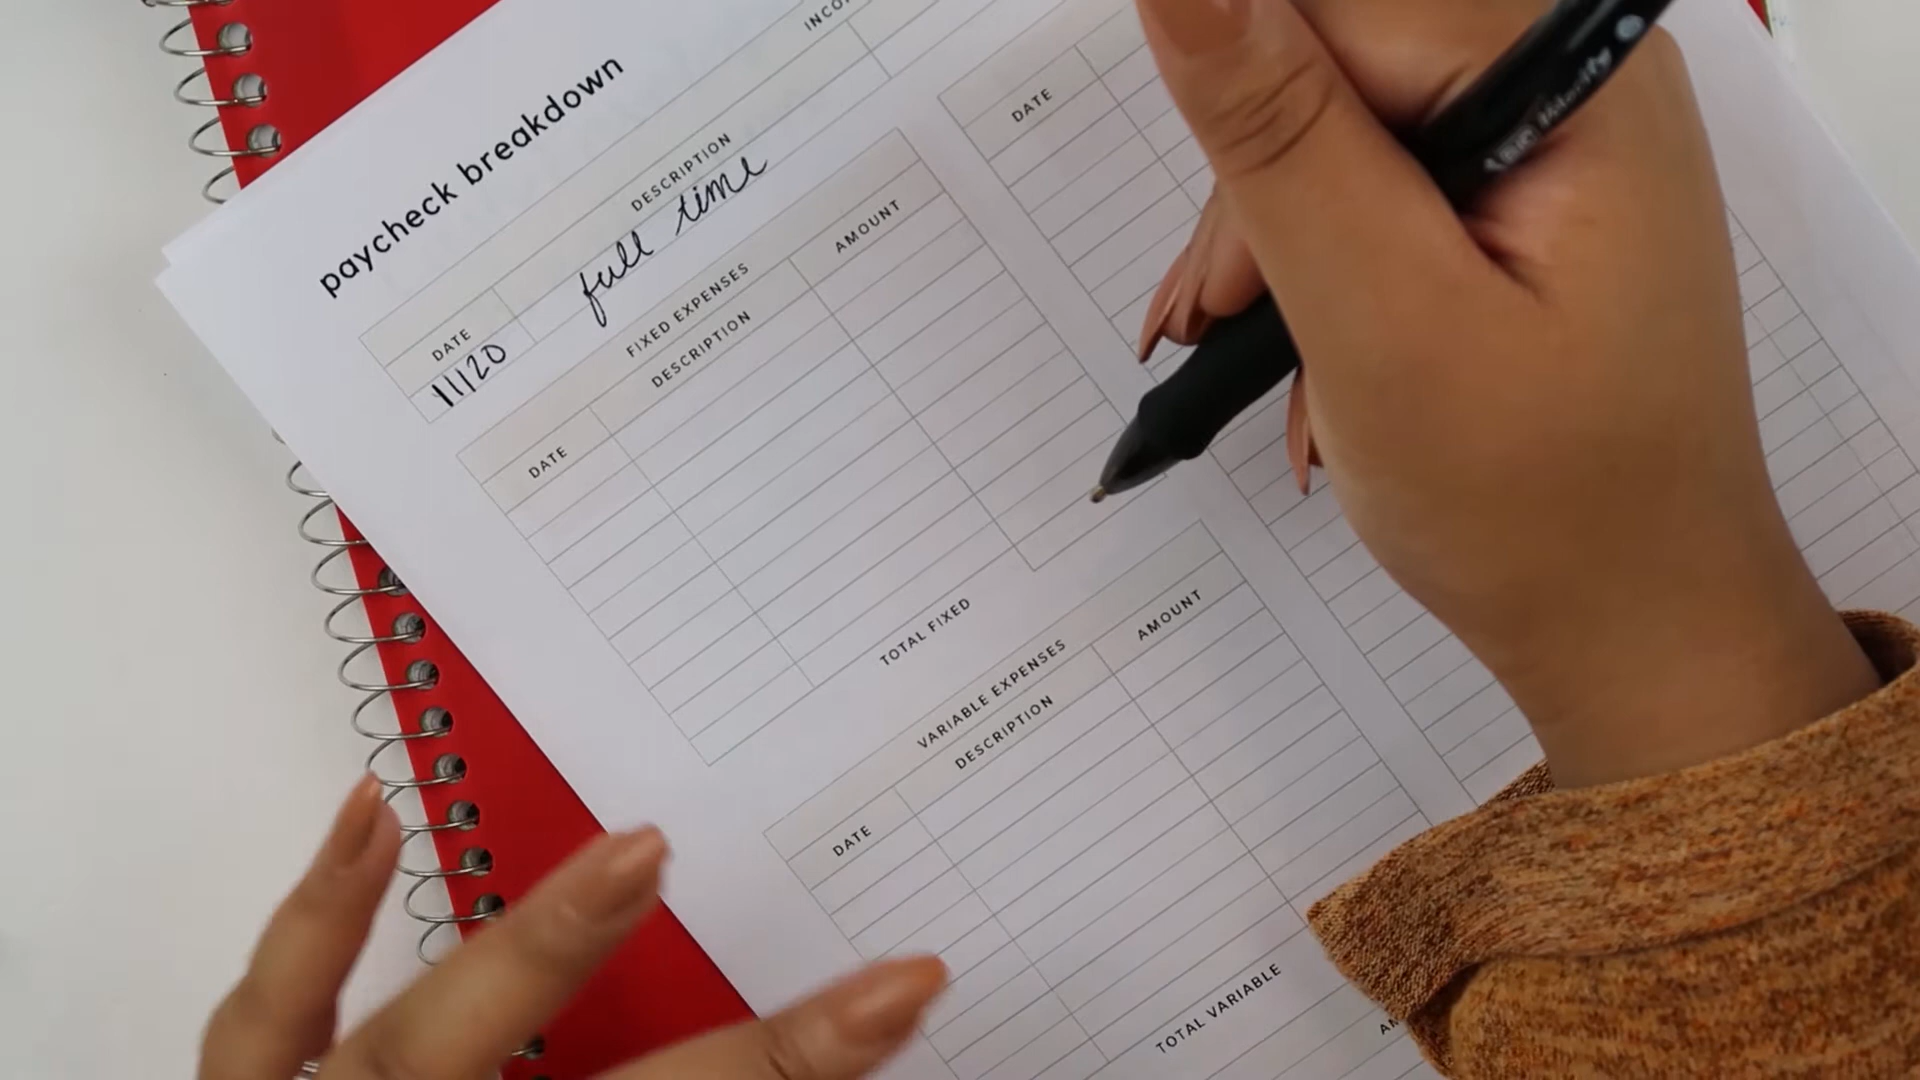 paycheck breakdown
DATE
DESCRIPTION
11/20
full time
FIXED EXPENSES
DATE
DESCRIPTION
AMOUNT
TOTAL FIXED
VARIABLE EXPENSES
DATE
DESCRIPTION
AMOUNT
TOTAL VARIABLE
DATE